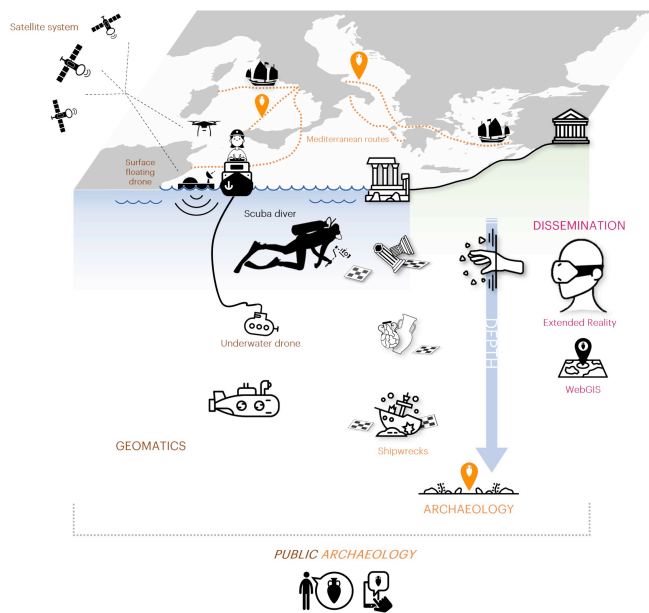 Satellite system
Mediterranean routes
Surface
floating
drone
Scuba diver
DISSEMINATION
DEPTH
Extended Reality
Underwater drone
WebGIS
GEOMATICS
Shipwrecks
ARCHAEOLOGY
PUBLIC ARCHAEOLOGY